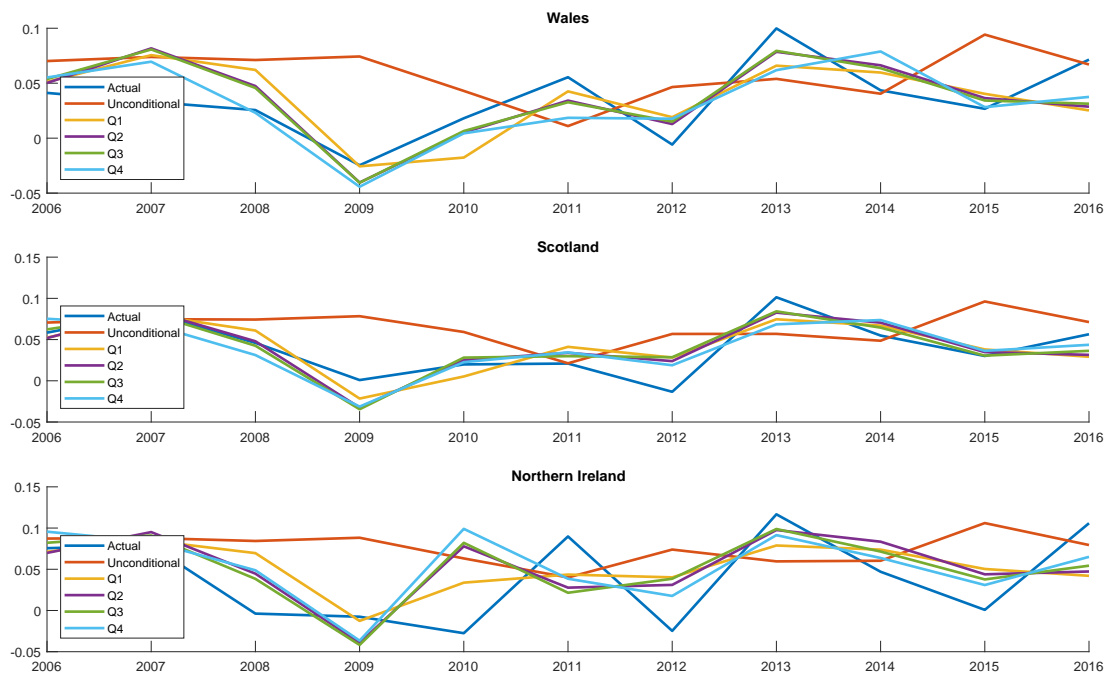 Wales
0.1
0.05
0
-0.05
Actual
Unconditional
Q1
Q2
Q3
Q4
2006 2007 2008 2009 2010 2011 2012 2013 2014 2015 2016
Scotland
0.15
0.1
0.05
0
-0.05
Actual
Unconditional
Q1
Q2
Q3
Q4
2006 2007 2008 2009 2010 2011 2012 2013 2014 2015 2016
Northern Ireland
0.15
0.1
0.05
0
-0.05
Actual
Unconditional
Q1
Q2
Q3
Q4
2006 2007 2008 2009 2010 2011 2012 2013 2014 2015 2016